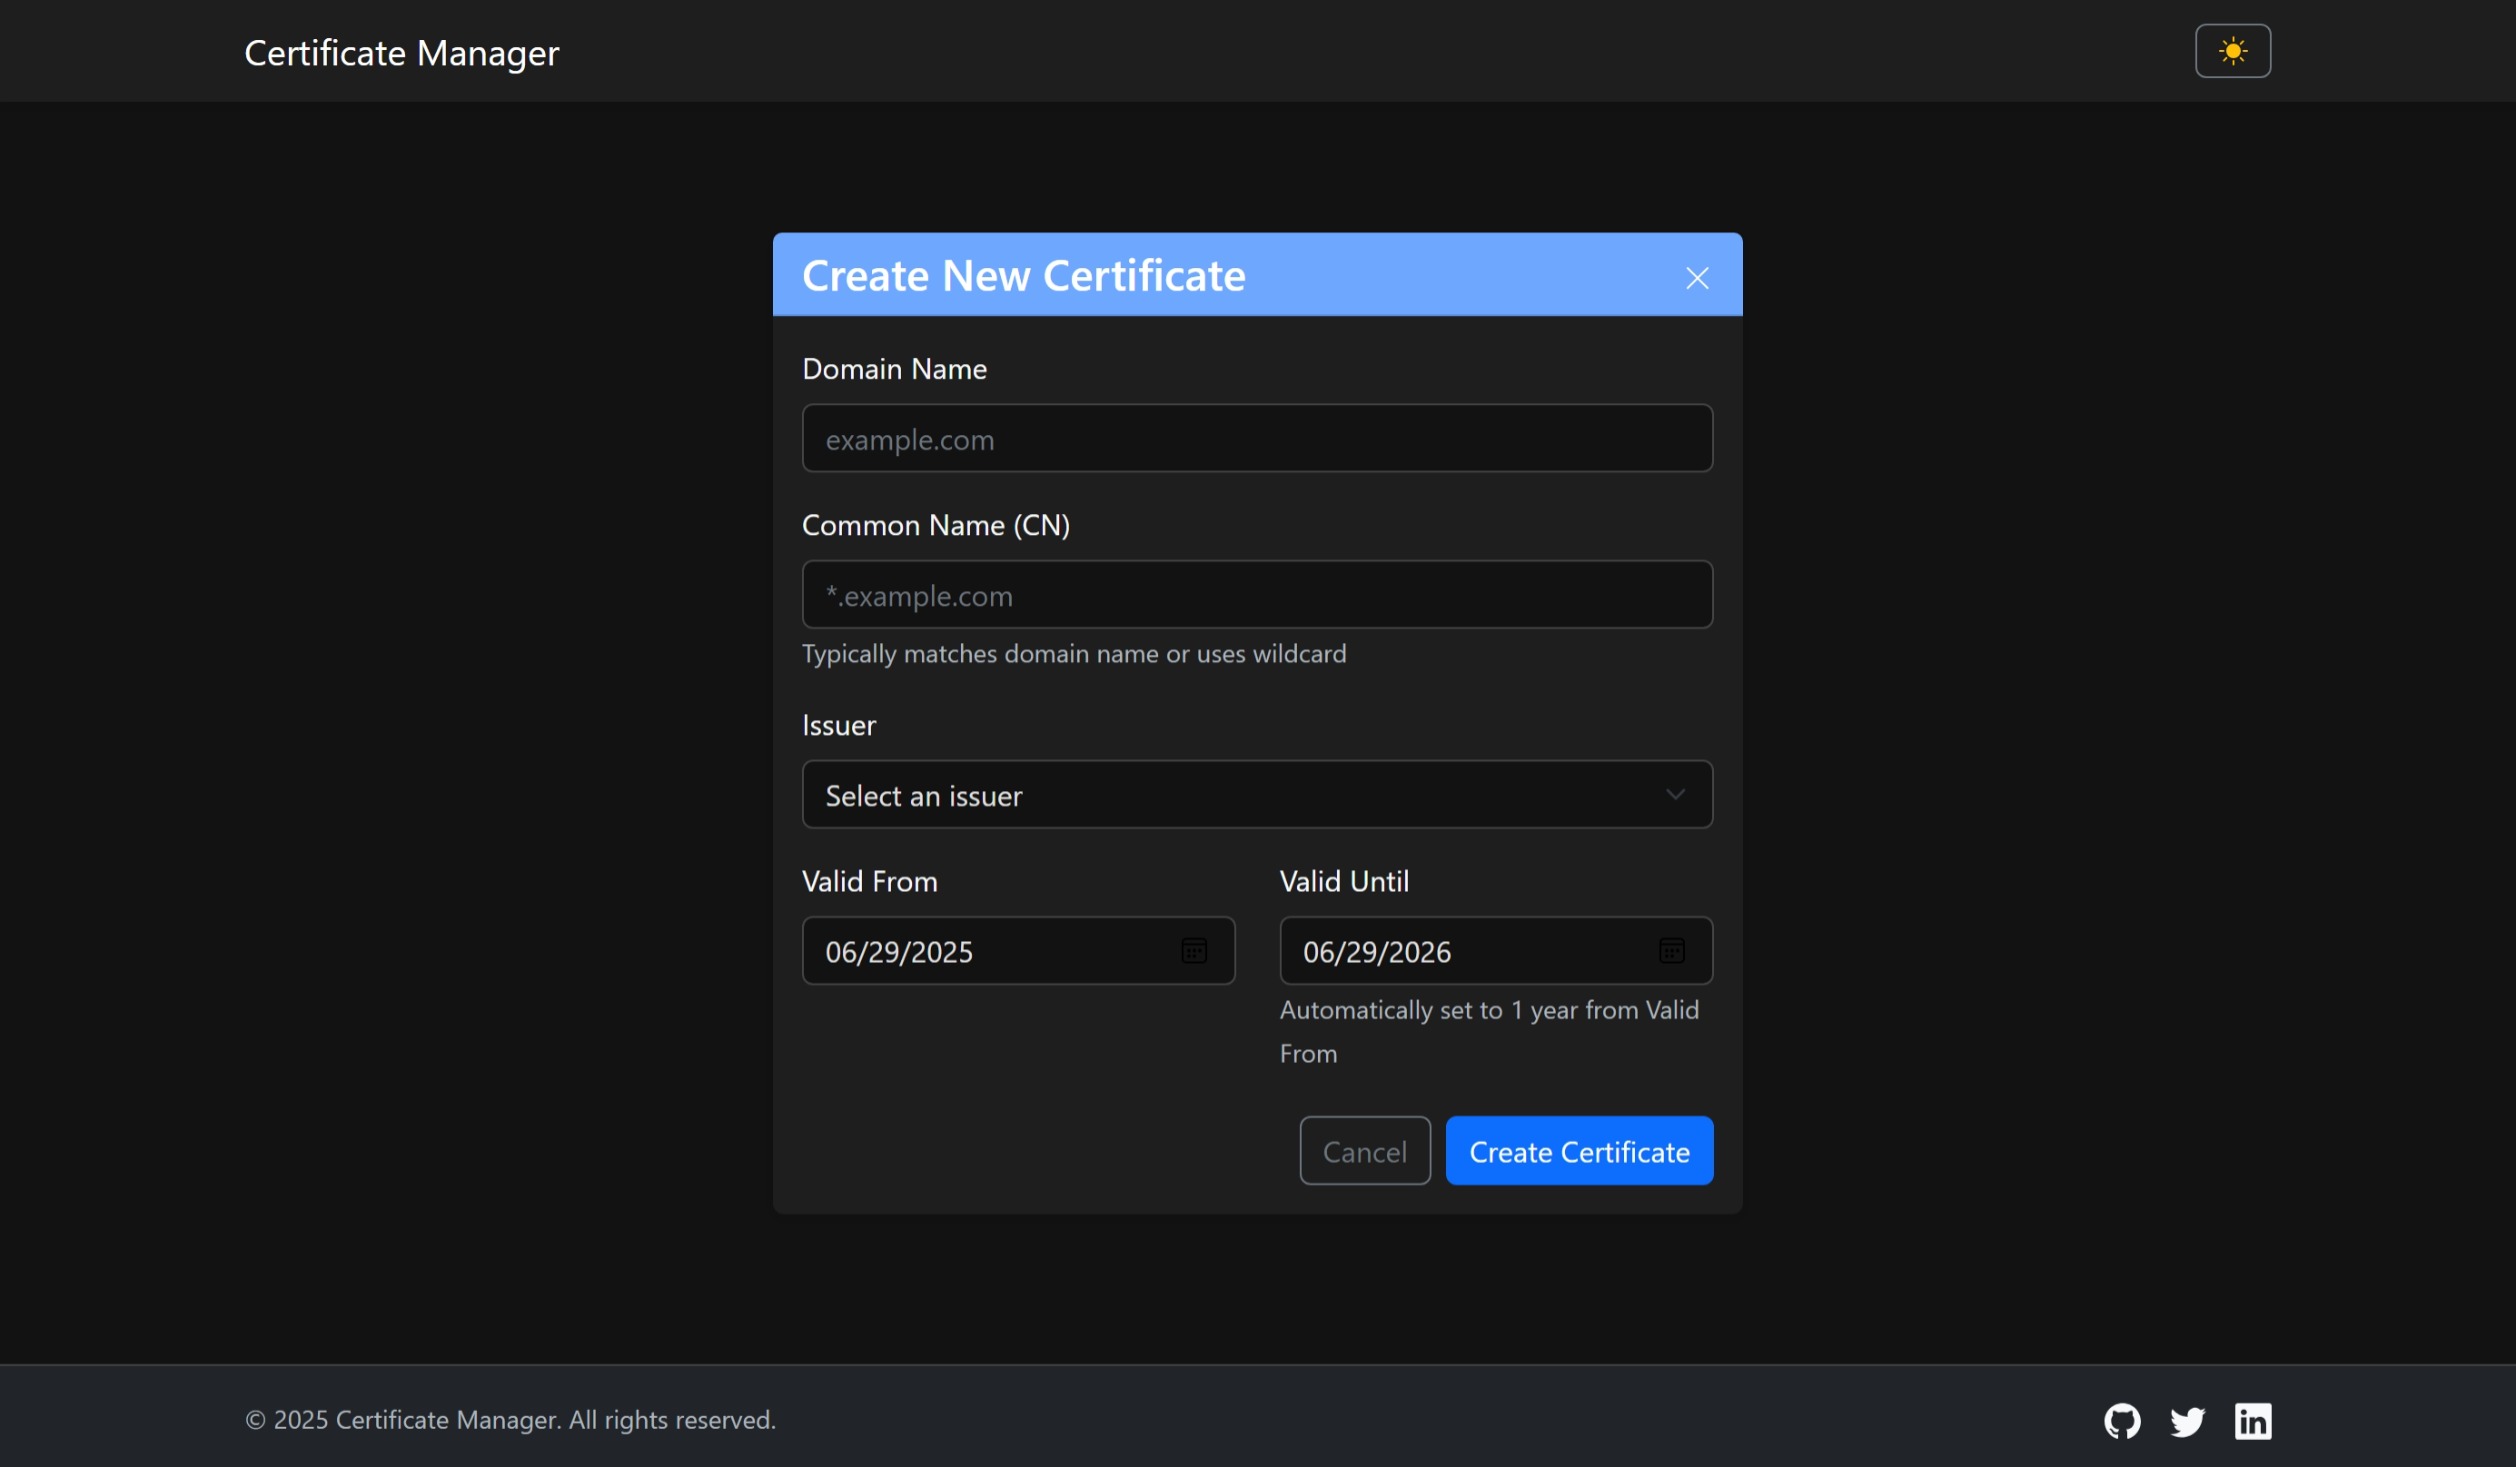 Certificate Manager
Create New Certificate
Domain Name
example.com
Common Name (CN)
*.example.com
Typically matches domain name or uses wildcard
Issuer
Select an issuer
Valid From
Valid Until
06/29/2025
06/29/2026
Automatically set to 1 year from Valid
From
Cancel
Create Certificate
© 2025 Certificate Manager. All rights reserved.